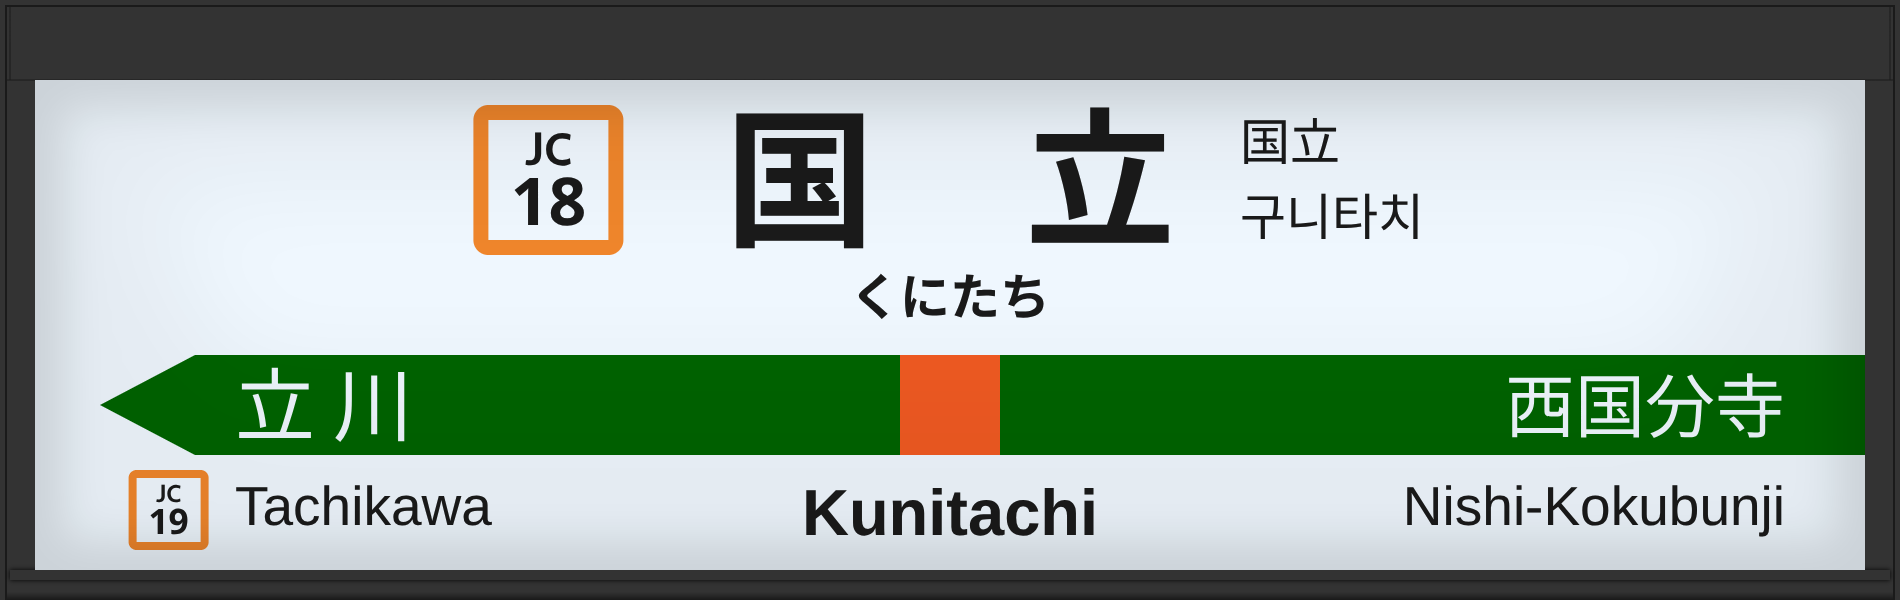 JC
18
国立
国立
구니타치
くにたち
立川
西国分寺
JC
19
Tachikawa
Kunitachi
Nishi-Kokubunji